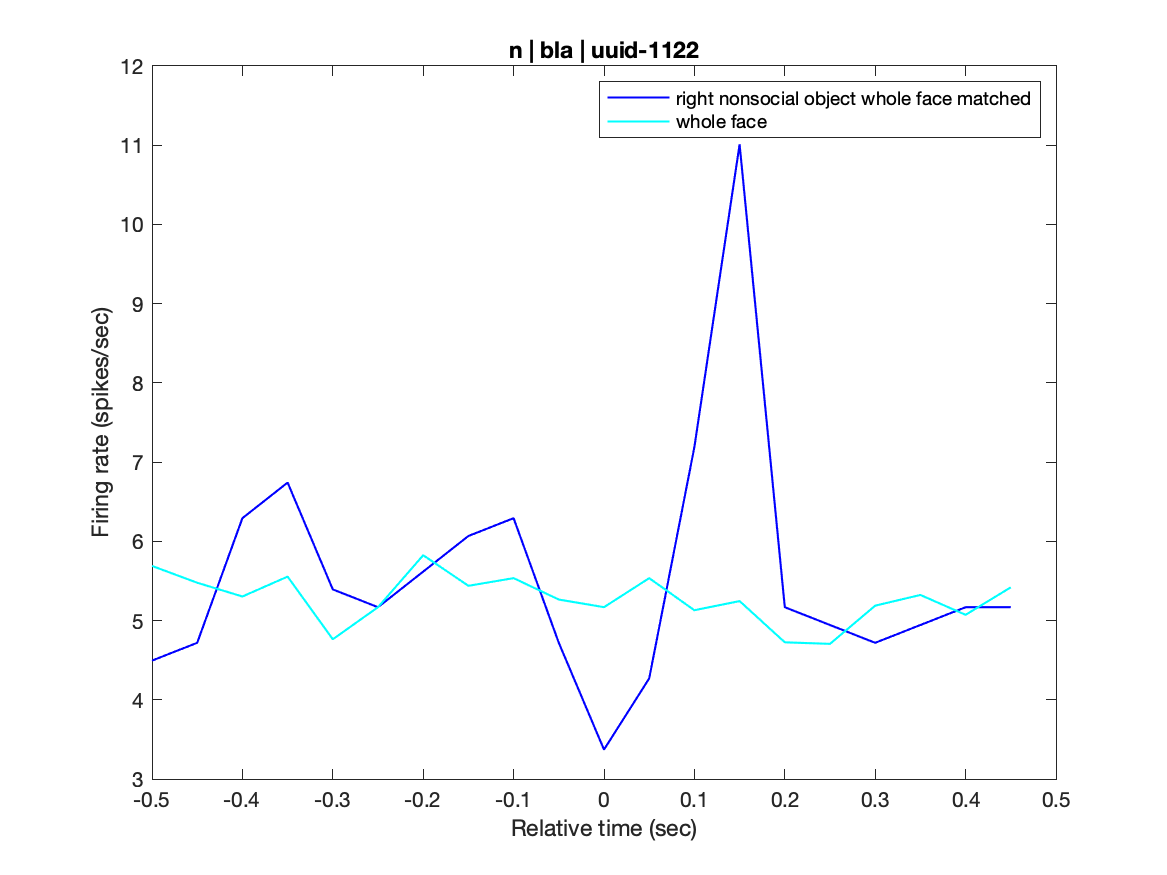 n | bla | uuid-1122
right nonsocial object whole face matched
whole face
Firing rate (spikes/sec)
12
11
10
9
8
7
6
5
4
3
-0.5 -0.4 -0.3 -0.2 -0.1 0 0.1 0.2 0.3 0.4 0.5
Relative time (sec)